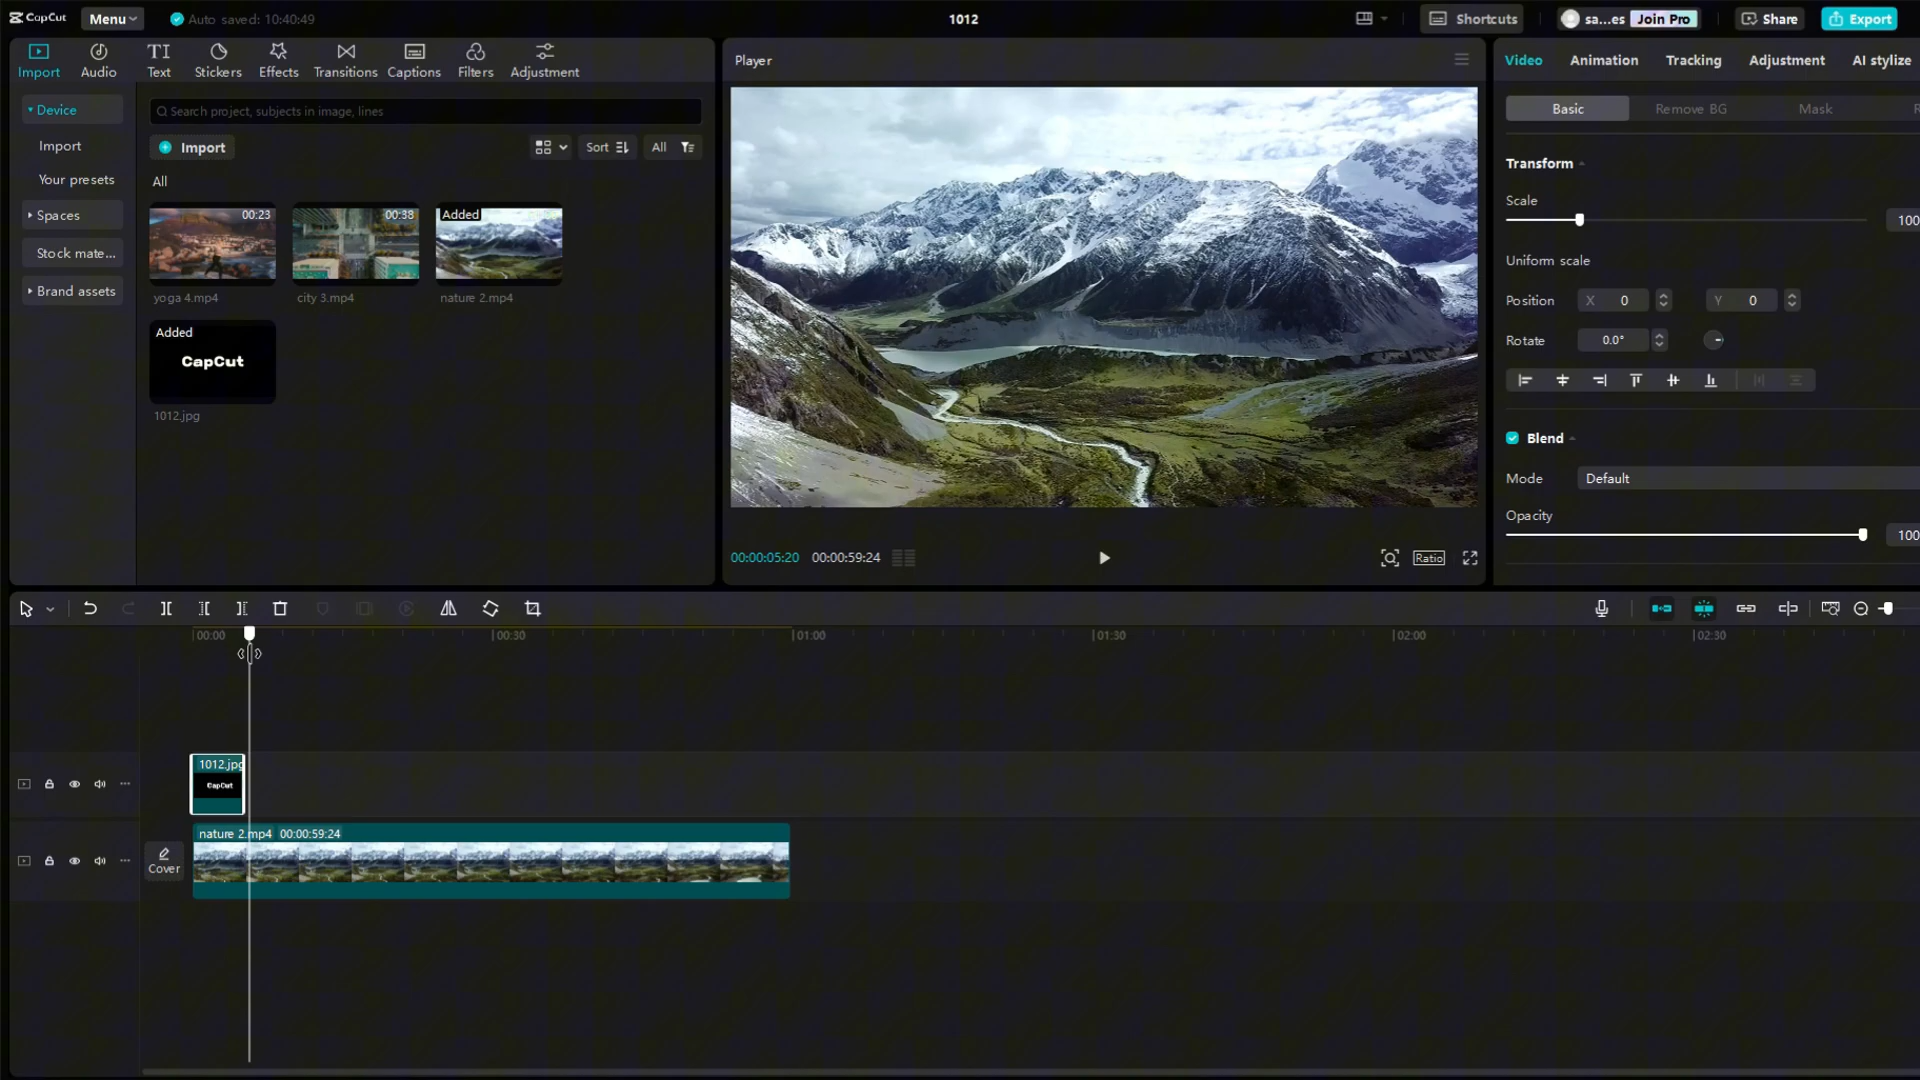 CapCut Menu Auto saved: 10:40:49 1012 Shortcuts sa...es Join Pro Share Export
Import Audio Text Stickers Effects Transitions Captions Filters Adjustment
Device
Import
Your presets
Spaces
Stock mate...
Brand assets
Search project, subjects in image, lines
Import Sort All
All
00:23 00:38 Added
yoga 4.mp4 city 3.mp4 nature 2.mp4
Added
CapCut
1012.jpg
Player
00:00:05:20 00:00:59:24 Ratio
Video Animation Tracking Adjustment AI stylize
Basic Remove BG Mask
Transform
Scale
100
Uniform scale
Position X 0 Y 0
Rotate 0.0°
Blend
Mode Default
Opacity
100
00:00 00:30 01:00 01:30 02:00 02:30
1012.jpg
CapCut
nature 2.mp4 00:00:59:24
Cover